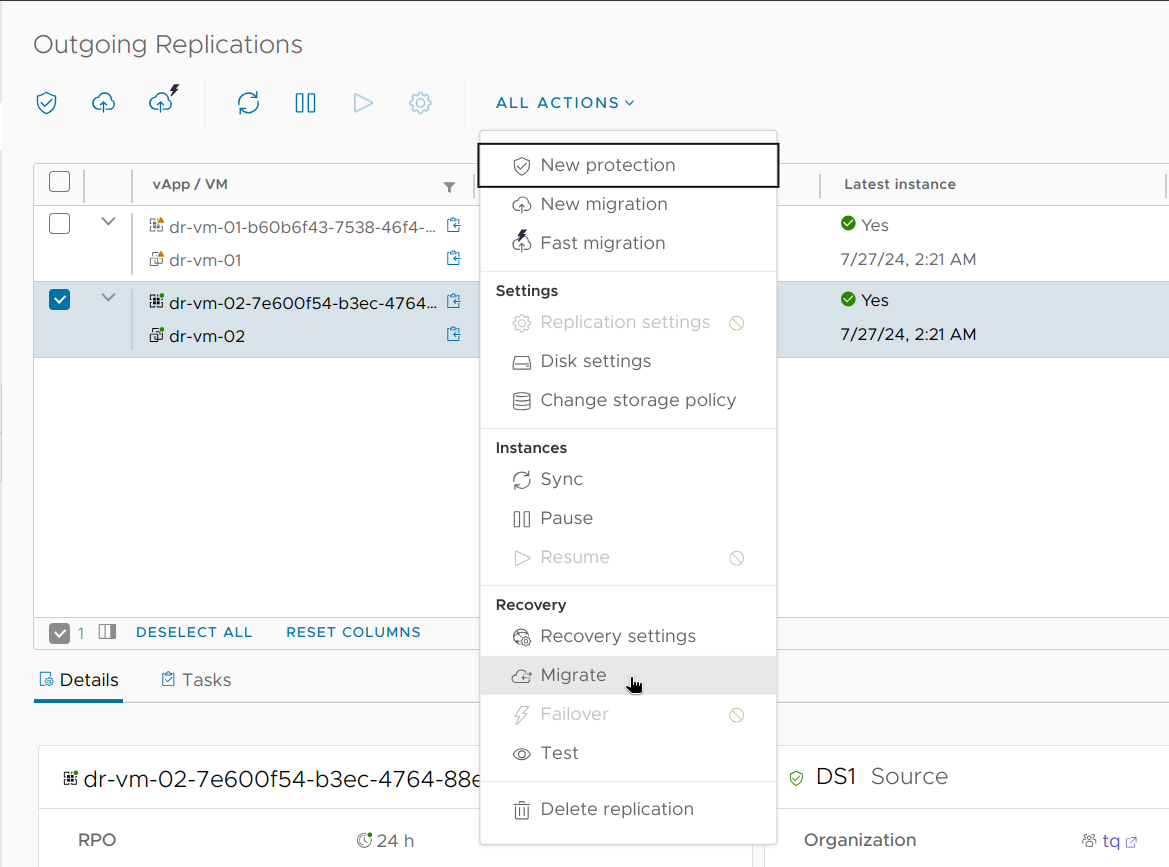 Outgoing Replications
ALL ACTIONS
New protection
New migration
Fast migration
Settings
Replication settings
Disk settings
Change storage policy
Instances
Sync
Pause
Resume
Recovery
Recovery settings
Migrate
Failover
Test
Delete replication
vApp / VM
Latest instance
dr-vm-01-b60b6f43-7538-46f4-...
Yes
dr-vm-01
7/27/24, 2:21 AM
dr-vm-02-7e600f54-b3ec-4764...
Yes
dr-vm-02
7/27/24, 2:21 AM
1
DESELECT ALL
RESET COLUMNS
Details
Tasks
dr-vm-02-7e600f54-b3ec-4764-88
DS1 Source
RPO
24 h
Organization
tq